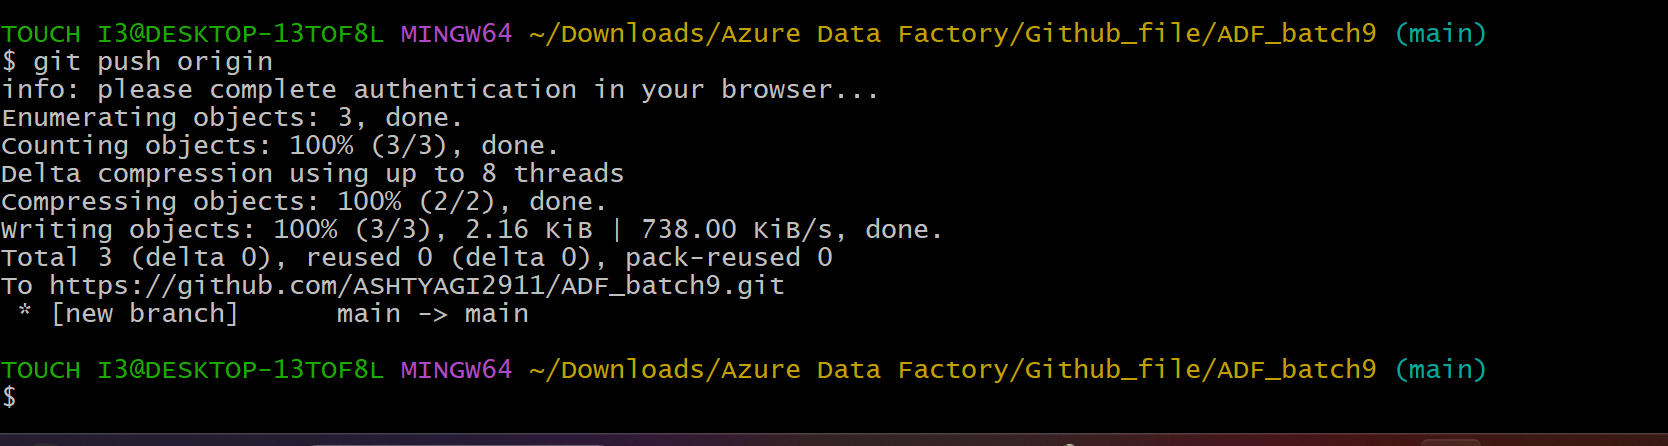 TOUCH I3@DESKTOP-13TOF8L MINGW64 ~/Downloads/Azure Data Factory/Github_file/ADF_batch9 (main)
$ git push origin
info: please complete authentication in your browser...
Enumerating objects: 3, done.
Counting objects: 100% (3/3), done.
Delta compression using up to 8 threads
Compressing objects: 100% (2/2), done.
Writing objects: 100% (3/3), 2.16 KiB | 738.00 KiB/s, done.
Total 3 (delta 0), reused 0 (delta 0), pack-reused 0
To https://github.com/ASHTYAGI2911/ADF_batch9.git
 * [new branch]      main -> main
TOUCH I3@DESKTOP-13TOF8L MINGW64 ~/Downloads/Azure Data Factory/Github_file/ADF_batch9 (main)
$